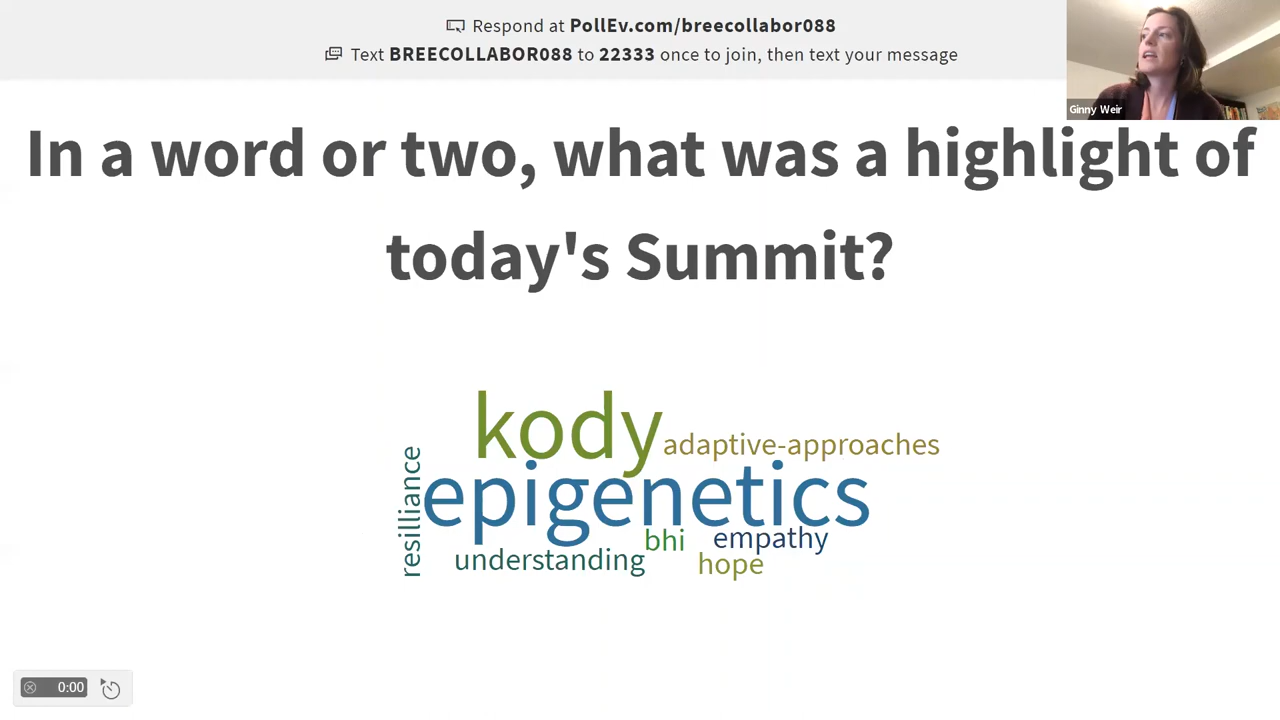 Respond at PollEv.com/breecollabor088
Text BREECOLLABOR088 to 22333 once to join, then text your message
Ginny Weir
In a word or two, what was a highlight of
today's Summit?
kody
adaptive-approaches
resilliance
epigenetics
bhi
empathy
understanding
hope
0:00